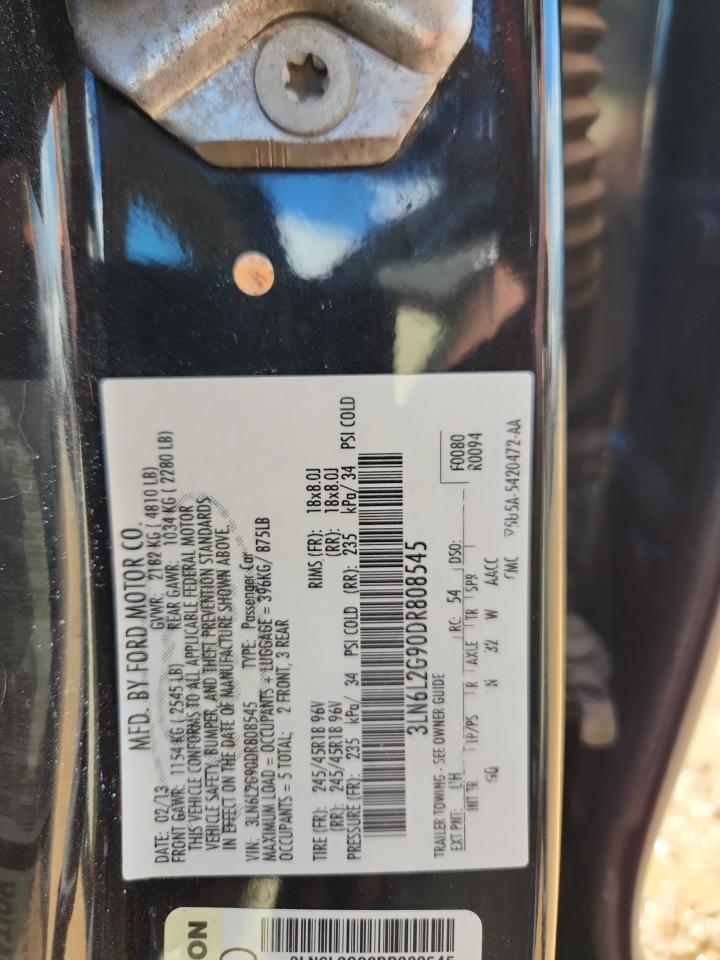 MFD. BY FORD MOTOR CO.
DATE: 02/13 GVWR: 2182 KG ( 4810 LB)
FRONT GAWR: 1154 KG ( 2545 LB) REAR GAWR: 1034 KG ( 2280 LB)
THIS VEHICLE CONFORMS TO ALL APPLICABLE FEDERAL MOTOR
VEHICLE SAFETY, BUMPER, AND THEFT PREVENTION STANDARDS
IN EFFECT ON THE DATE OF MANUFACTURE SHOWN ABOVE.
VIN: 3LN6L2G90DR808545 TYPE: Passenger Car
MAXIMUM LOAD = OCCUPANTS + LUGGAGE = 396KG/ 875LB
OCCUPANTS = 5 TOTAL; 2 FRONT, 3 REAR
TIRE (FR): 245/45R18 96V RIMS (FR): 18x8.0J
(RR): 245/45R18 96V (RR): 18x8.0J
PRESSURE (FR): 235 kPa/ 34 PSI COLD (RR): 235 kPa/ 34 PSI COLD
3LN6L2G90DR808545
TRAILER TOWING - SEE OWNER GUIDE F0080
EXT PNT: UH RC: 54 DSO: R0094
INT TR TP/PS R AXLE TR SPR
GQ N 32 W AACC
5U5A-5420472-AA
3LN6L2G90DR808545